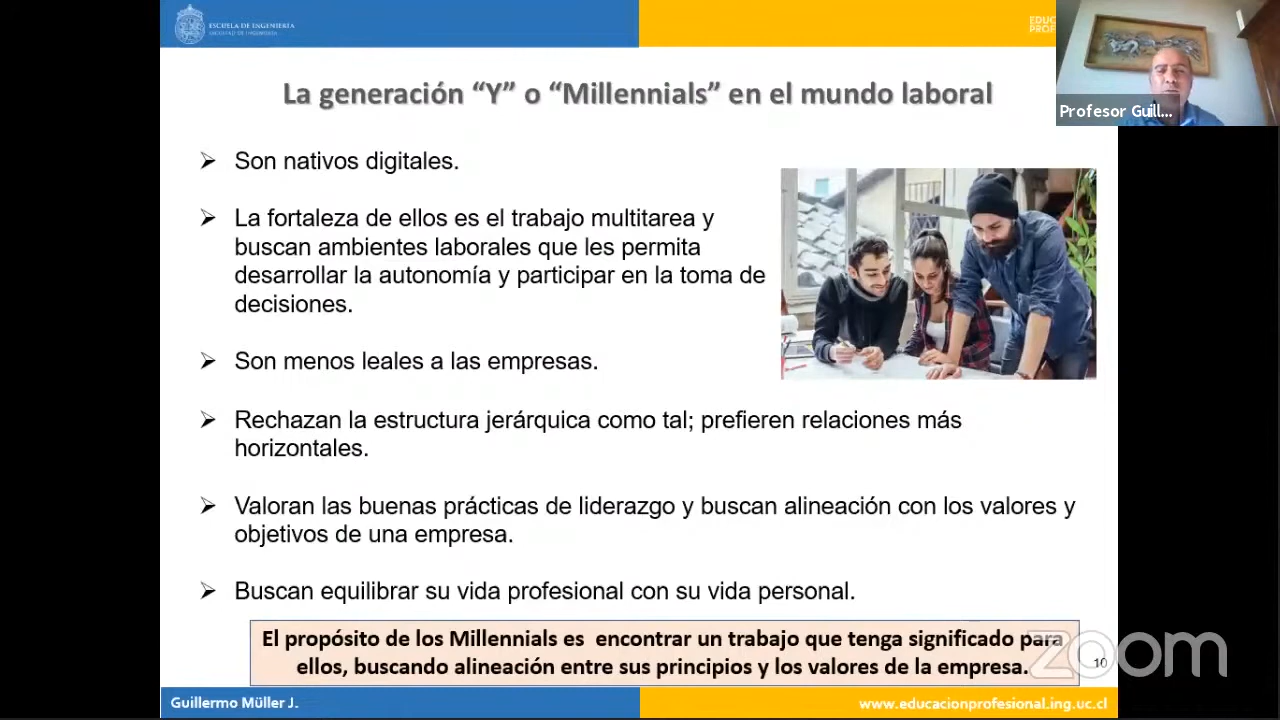 ESCUELA DE INGENIERÍA
FACULTAD DE INGENIERÍA
EDUC
PROF
Profesor Guill...
La generación “Y” o “Millennials” en el mundo laboral
➢ Son nativos digitales.
➢ La fortaleza de ellos es el trabajo multitarea y
buscan ambientes laborales que les permita
desarrollar la autonomía y participar en la toma de
decisiones.
➢ Son menos leales a las empresas.
➢ Rechazan la estructura jerárquica como tal; prefieren relaciones más
horizontales.
➢ Valoran las buenas prácticas de liderazgo y buscan alineación con los valores y
objetivos de una empresa.
➢ Buscan equilibrar su vida profesional con su vida personal.
El propósito de los Millennials es encontrar un trabajo que tenga significado para
ellos, buscando alineación entre sus principios y los valores de la empresa.
zoom
10
Guillermo Müller J.
www.educacionprofesional.ing.uc.cl